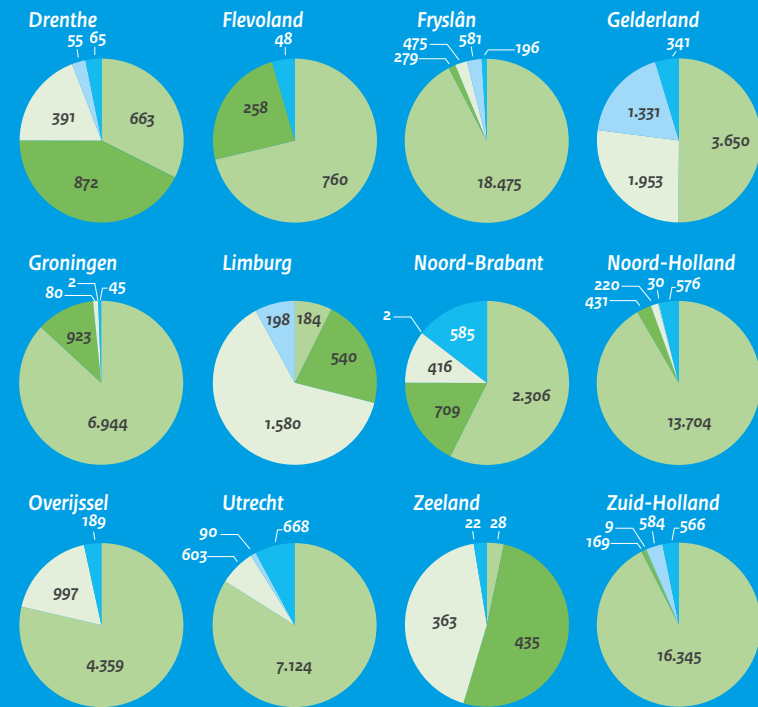 Drenthe
55 65
391
663
872
Flevoland
48
258
760
Fryslân
475 581 196
279
18.475
Gelderland
341
1.331
3.650
1.953
Groningen
2
80 45
923
6.944
Limburg
198 184
540
1.580
Noord-Brabant
2
585
416
709
2.306
Noord-Holland
220 30 576
431
13.704
Overijssel
189
997
4.359
Utrecht
90 668
603
7.124
Zeeland
22 28
363
435
Zuid-Holland
9 584 566
169
16.345